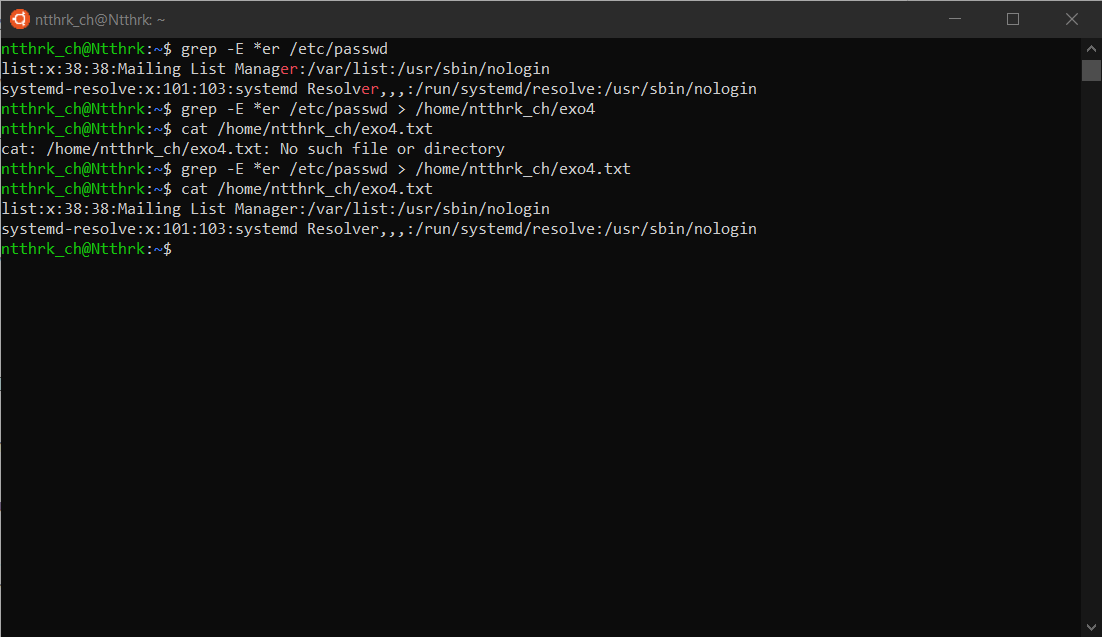 ntthrk_ch@Ntthrk: ~
ntthrk_ch@Ntthrk:~$ grep -E *er /etc/passwd
list:x:38:38:Mailing List Manager:/var/list:/usr/sbin/nologin
systemd-resolve:x:101:103:systemd Resolver,,,:/run/systemd/resolve:/usr/sbin/nologin
ntthrk_ch@Ntthrk:~$ grep -E *er /etc/passwd > /home/ntthrk_ch/exo4
ntthrk_ch@Ntthrk:~$ cat /home/ntthrk_ch/exo4.txt
cat: /home/ntthrk_ch/exo4.txt: No such file or directory
ntthrk_ch@Ntthrk:~$ grep -E *er /etc/passwd > /home/ntthrk_ch/exo4.txt
ntthrk_ch@Ntthrk:~$ cat /home/ntthrk_ch/exo4.txt
list:x:38:38:Mailing List Manager:/var/list:/usr/sbin/nologin
systemd-resolve:x:101:103:systemd Resolver,,,:/run/systemd/resolve:/usr/sbin/nologin
ntthrk_ch@Ntthrk:~$